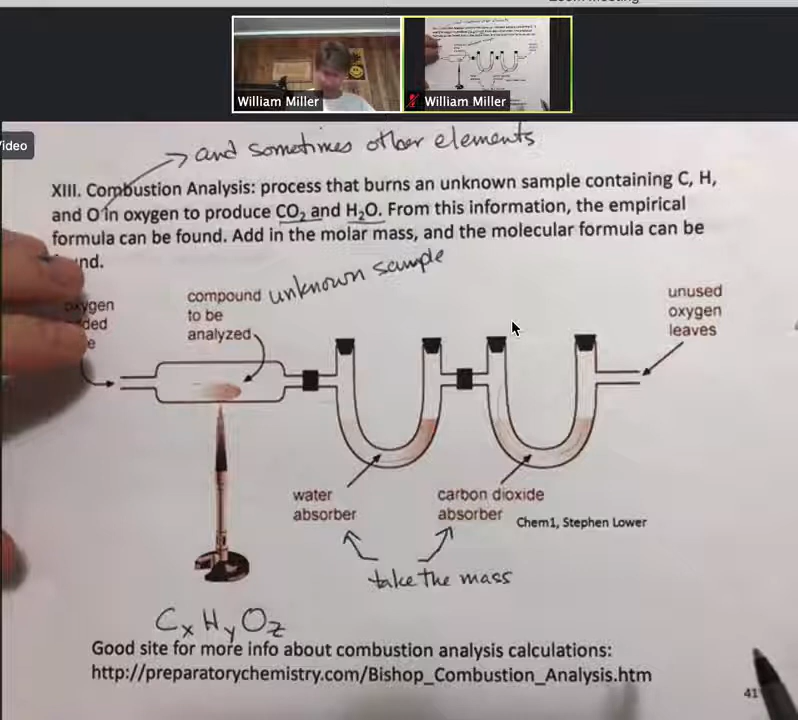 Zoom Meeting
William Miller
William Miller
Video
and sometimes other elements
XIII. Combustion Analysis: process that burns an unknown sample containing C, H,
and O in oxygen to produce CO₂ and H₂O. From this information, the empirical
formula can be found. Add in the molar mass, and the molecular formula can be
nd.
compound
to be
analyzed
unknown sample
unused
oxygen
leaves
water
absorber
carbon dioxide
absorber
Chem1, Stephen Lower
take the mass
CxHyOz
Good site for more info about combustion analysis calculations:
http://preparatorychemistry.com/Bishop_Combustion_Analysis.htm
41